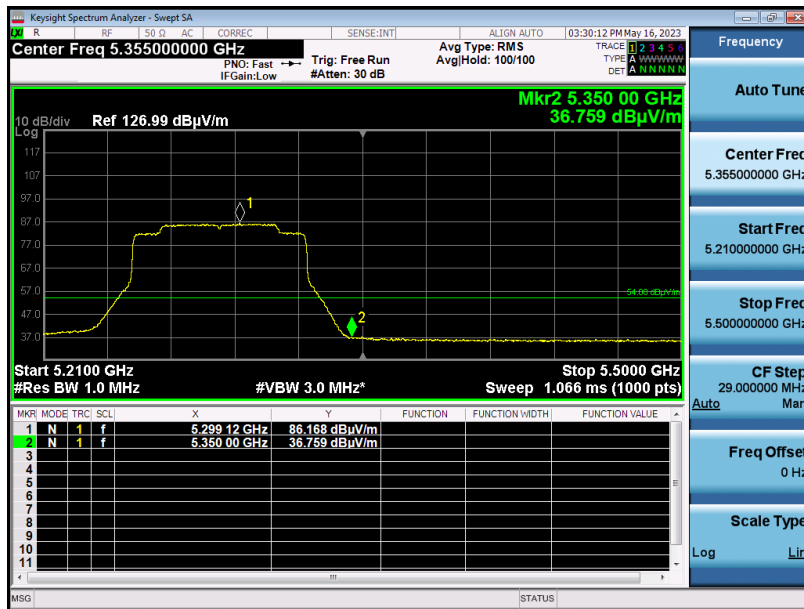 Keysight Spectrum Analyzer - Swept SA
LXI R RF 50 Ω AC CORREC SENSE:INT ALIGN AUTO 03:30:12 PM May 16, 2023
Center Freq 5.355000000 GHz
PNO: Fast
IFGain:Low
Trig: Free Run
#Atten: 30 dB
Avg Type: RMS
Avg|Hold: 100/100
TRACE 1 2 3 4 5 6
TYPE A WWWWW
DET A N N N N N
Mkr2 5.350 00 GHz
36.759 dBµV/m
10 dB/div Ref 126.99 dBµV/m
Log
117
107
97.0
87.0
77.0
67.0
57.0
47.0
37.0
1
2
54.00 dBµV/m
Start 5.2100 GHz Stop 5.5000 GHz
#Res BW 1.0 MHz #VBW 3.0 MHz* Sweep 1.066 ms (1000 pts)
MKR MODE TRC SCL X Y FUNCTION FUNCTION WIDTH FUNCTION VALUE
1 N 1 f 5.299 12 GHz 86.168 dBµV/m
2 N 1 f 5.350 00 GHz 36.759 dBµV/m
3
4
5
6
7
8
9
10
11
MSG STATUS
Frequency
Auto Tune
Center Freq
5.355000000 GHz
Start Freq
5.210000000 GHz
Stop Freq
5.500000000 GHz
CF Step
29.000000 MHz
Auto Man
Freq Offset
0 Hz
Scale Type
Log Lin